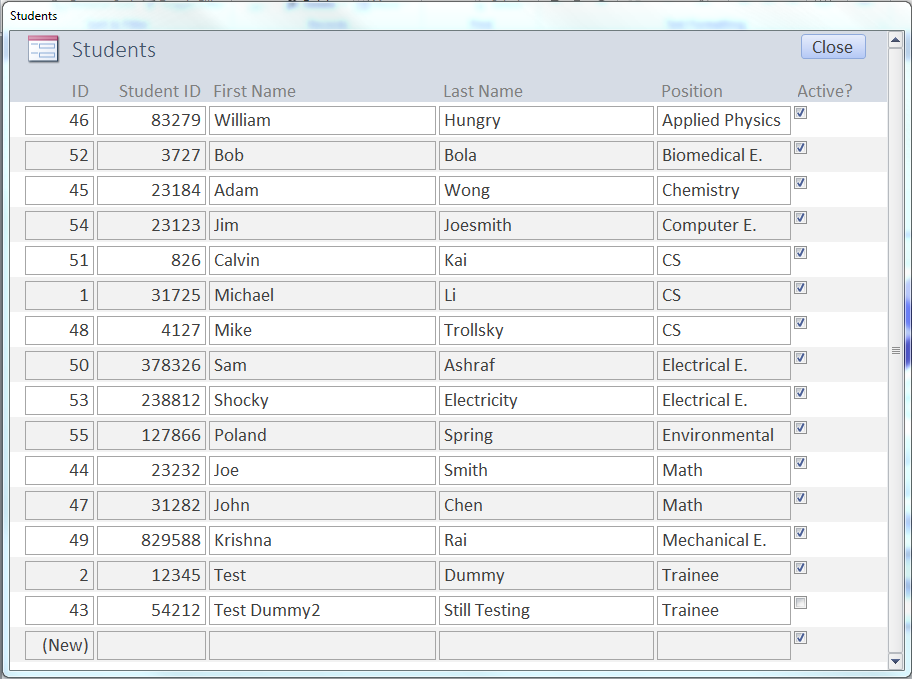 Students
Students Close
ID Student ID First Name Last Name Position Active?
46 83279 William Hungry Applied Physics
52 3727 Bob Bola Biomedical E.
45 23184 Adam Wong Chemistry
54 23123 Jim Joesmith Computer E.
51 826 Calvin Kai CS
1 31725 Michael Li CS
48 4127 Mike Trollsky CS
50 378326 Sam Ashraf Electrical E.
53 238812 Shocky Electricity Electrical E.
55 127866 Poland Spring Environmental
44 23232 Joe Smith Math
47 31282 John Chen Math
49 829588 Krishna Rai Mechanical E.
2 12345 Test Dummy Trainee
43 54212 Test Dummy2 Still Testing Trainee
(New)